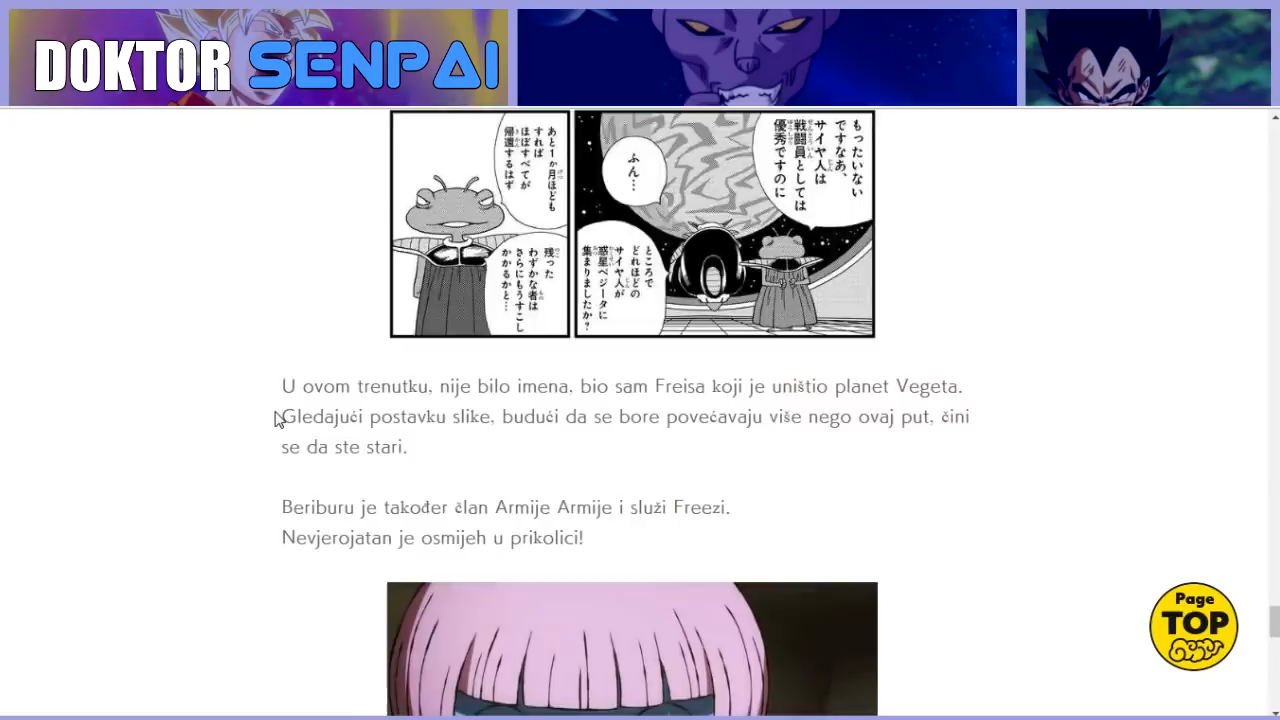 DOKTOR SENPAI
もったいない
ですなあ、
サイヤ人は
戦闘員としては
優秀ですのに
ふん…
ところで
どれほどの
サイヤ人が
惑星ベジータに
集まりましたか?
あと1か月ほども
すれば
ほぼすべてが
帰還するはず
残った
わずかな者は
さらにもうすこし
かかるかと…
U ovom trenutku, nije bilo imena, bio sam Freisa koji je uništio planet Vegeta.
Gledajući postavku slike, budući da se bore povećavaju više nego ovaj put, čini
se da ste stari.
Beriburu je također član Armije Armije i služi Freezi.
Nevjerojatan je osmijeh u prikolici!
Page
TOP